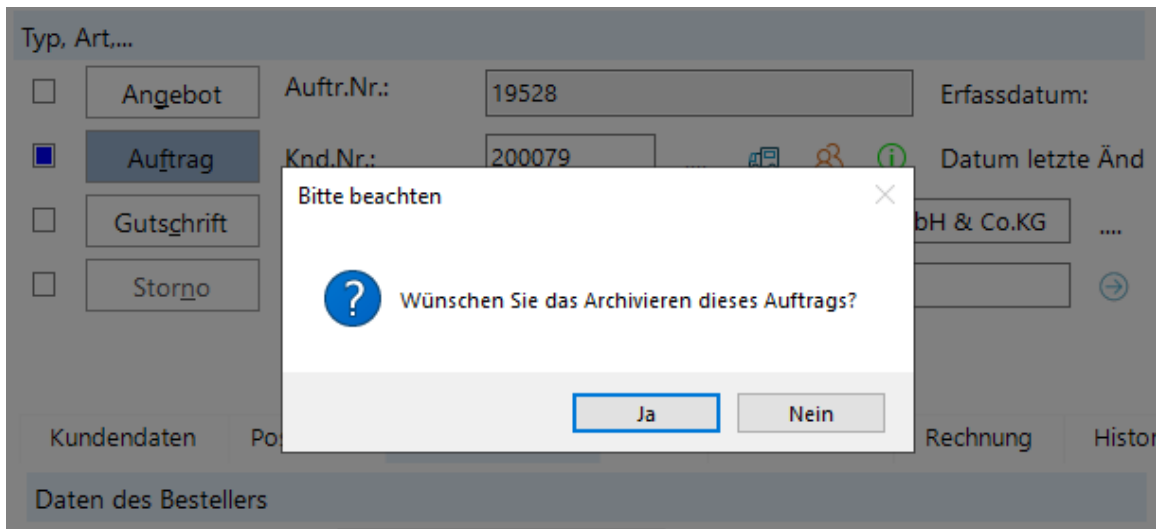 Typ, Art,...
Angebot Auftr.Nr.: 19528 Erfassdatum:
Auftrag Knd.Nr.: 200079 .... Datum letzte Änd
Bitte beachten
Gutschrift bH & Co.KG ....
Storno Wünschen Sie das Archivieren dieses Auftrags?
Ja Nein
Kundendaten Po Rechnung Histor
Daten des Bestellers